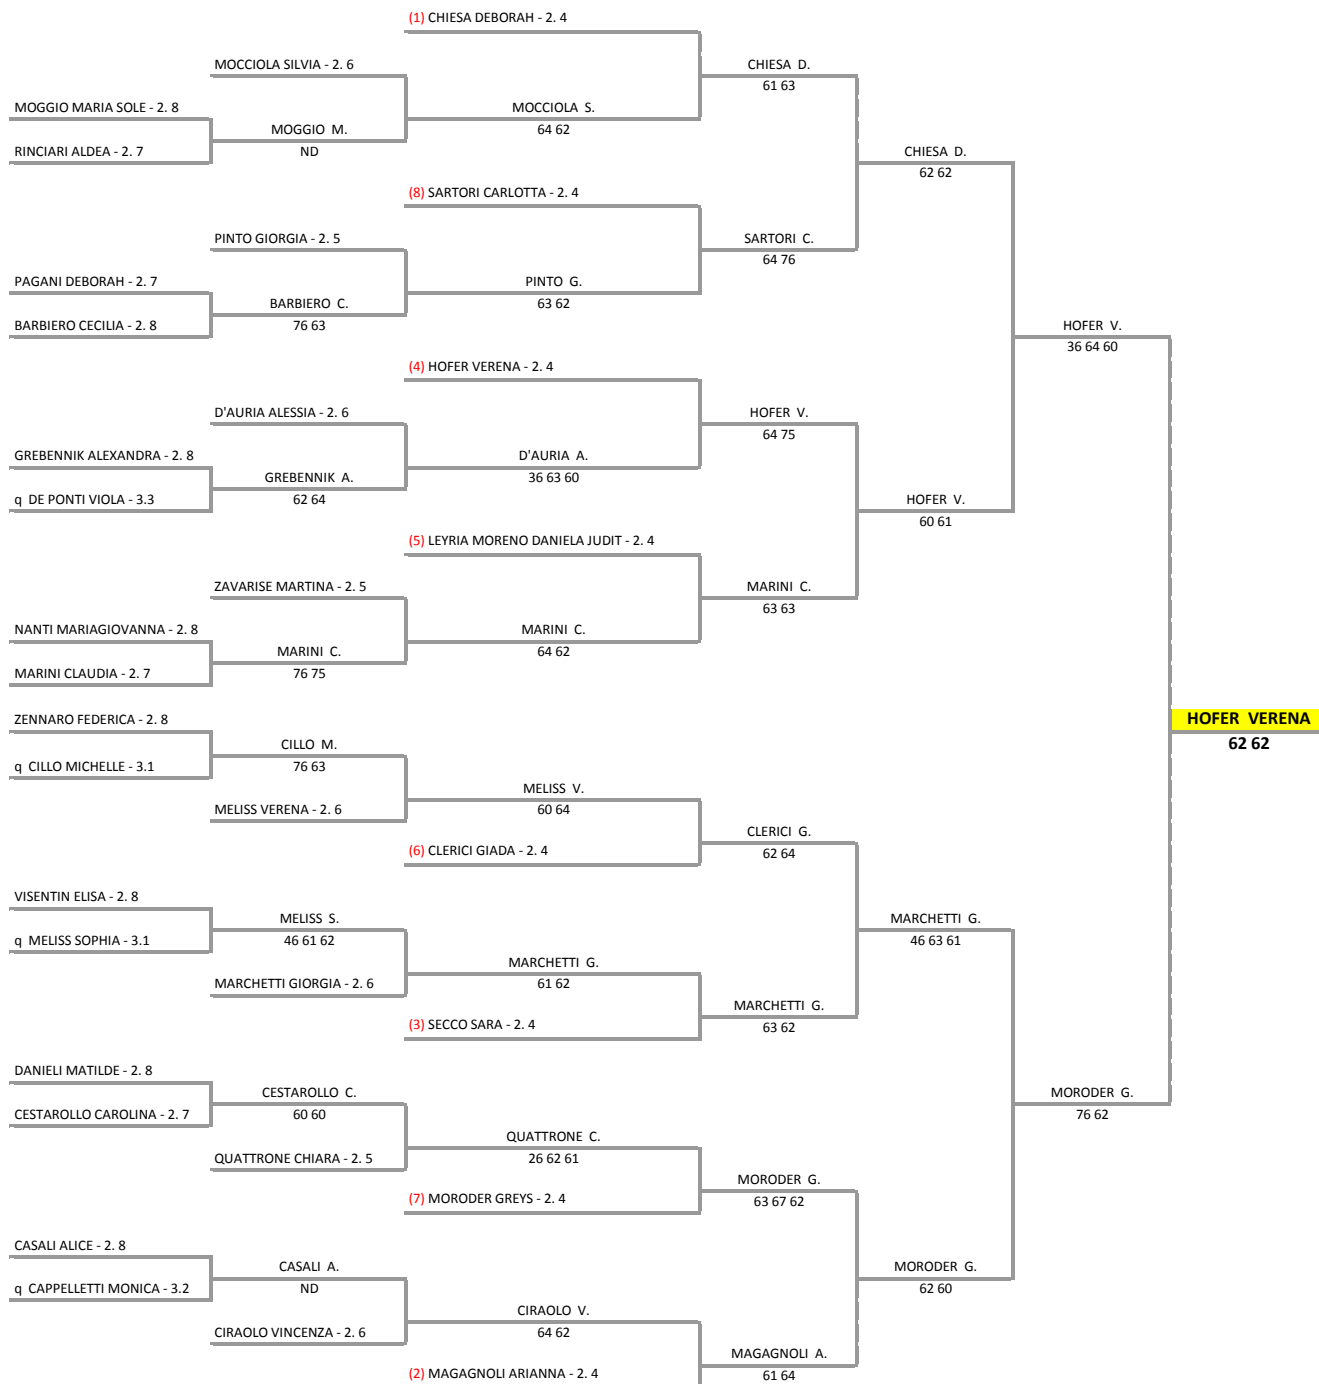 (1) CHIESA DEBORAH - 2. 4
MOCCIOLA SILVIA - 2. 6
CHIESA D.
61 63
MOGGIO MARIA SOLE - 2. 8
MOCCIOLA S.
64 62
MOGGIO M.
ND
RINCIARI ALDEA - 2. 7
CHIESA D.
62 62
(8) SARTORI CARLOTTA - 2. 4
PINTO GIORGIA - 2. 5
SARTORI C.
64 76
PAGANI DEBORAH - 2. 7
PINTO G.
63 62
BARBIERO C.
76 63
BARBIERO CECILIA - 2. 8
HOFER V.
36 64 60
(4) HOFER VERENA - 2. 4
D'AURIA ALESSIA - 2. 6
HOFER V.
64 75
GREBENNIK ALEXANDRA - 2. 8
D'AURIA A.
36 63 60
GREBENNIK A.
62 64
q DE PONTI VIOLA - 3.3
HOFER V.
60 61
(5) LEYRIA MORENO DANIELA JUDIT - 2. 4
ZAVARISE MARTINA - 2. 5
MARINI C.
63 63
NANTI MARIAGIOVANNA - 2. 8
MARINI C.
64 62
MARINI C.
76 75
MARINI CLAUDIA - 2. 7
ZENNARO FEDERICA - 2. 8
HOFER VERENA
62 62
CILLO M.
76 63
q CILLO MICHELLE - 3.1
MELISS V.
60 64
MELISS VERENA - 2. 6
CLERICI G.
62 64
(6) CLERICI GIADA - 2. 4
VISENTIN ELISA - 2. 8
MELISS S.
46 61 62
MARCHETTI G.
46 63 61
q MELISS SOPHIA - 3.1
MARCHETTI G.
61 62
MARCHETTI GIORGIA - 2. 6
MARCHETTI G.
63 62
(3) SECCO SARA - 2. 4
DANIELI MATILDE - 2. 8
CESTAROLLO C.
60 60
MORODER G.
76 62
CESTAROLLO CAROLINA - 2. 7
QUATTRONE C.
26 62 61
QUATTRONE CHIARA - 2. 5
MORODER G.
63 67 62
(7) MORODER GREYS - 2. 4
CASALI ALICE - 2. 8
CASALI A.
ND
MORODER G.
62 60
q CAPPELLETTI MONICA - 3.2
CIRAOLO V.
64 62
CIRAOLO VINCENZA - 2. 6
MAGAGNOLI A.
61 64
(2) MAGAGNOLI ARIANNA - 2. 4